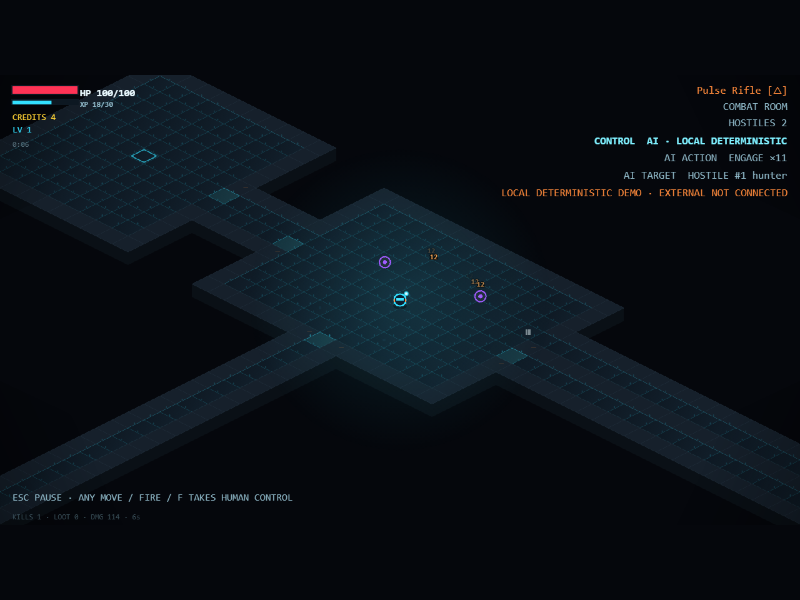 HP 100/100
XP 18/30
CREDITS 4
LV 1
0:05
Pulse Rifle [△]
COMBAT ROOM
HOSTILES 2
CONTROL AI · LOCAL DETERMINISTIC
AI ACTION ENGAGE ×11
AI TARGET HOSTILE #1 hunter
LOCAL DETERMINISTIC DEMO · EXTERNAL NOT CONNECTED
12
12
ESC PAUSE · ANY MOVE / FIRE / F TAKES HUMAN CONTROL
KILLS 1 · LOOT 0 · DMG 114 · 6s